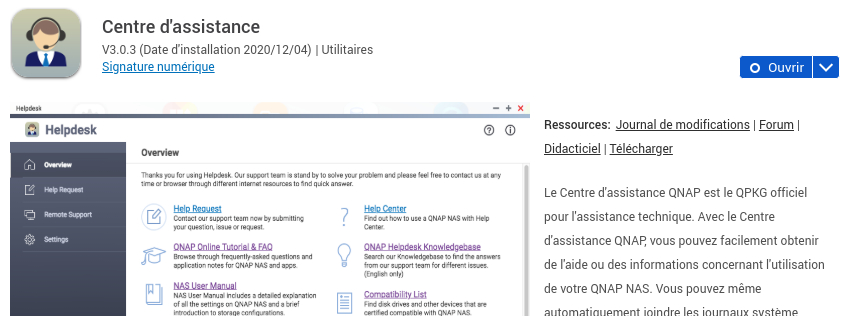 Centre d'assistance
V3.0.3 (Date d'installation 2020/12/04) | Utilitaires
Signature numérique
Ouvrir
Helpdesk
Helpdesk
Overview
Help Request
Remote Support
Settings
Overview
Thanks you for using Helpdesk. Our support team is stand by to solve your problem and please feel free to contact us at any
time or browser through different internet resources to find quick answer.
Help Request
Contact our support team now by submitting
your question, issue or request.
Help Center
Find out how to use a QNAP NAS with Help
Center.
QNAP Online Tutorial & FAQ
Browse through frequently-asked questions and
application notes for QNAP NAS and apps.
QNAP Helpdesk Knowledgebase
Search our Knowledgebase to find the answers
from our support team for different issues.
(English only)
NAS User Manual
NAS User Manual includes a detailed explanation
of all the settings on QNAP NAS and a brief
introduction to storage configurations.
Compatibility List
Find disk drives and other devices that are
certified compatible with QNAP NAS.
Ressources: Journal de modifications | Forum |
Didacticiel | Télécharger
Le Centre d'assistance QNAP est le QPKG officiel
pour l'assistance technique. Avec le Centre
d'assistance QNAP, vous pouvez facilement obtenir
de l'aide ou des informations concernant l'utilisation
de votre QNAP NAS. Vous pouvez même
automatiquement joindre les journaux système